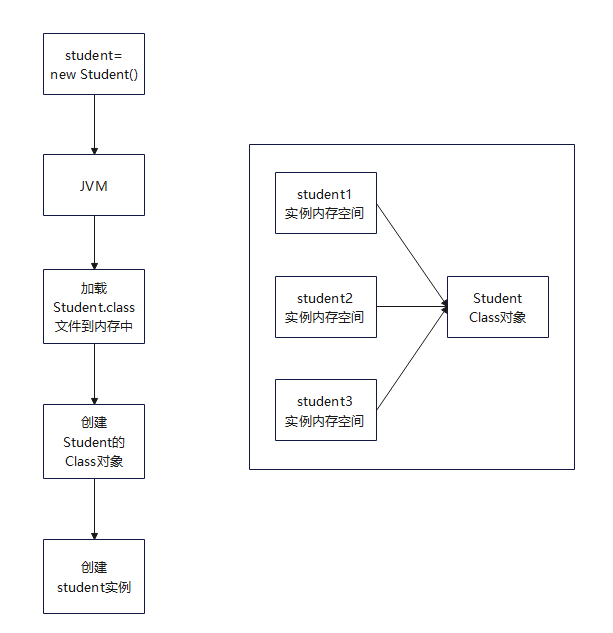 student=
new Student()
JVM
加载
Student.class
文件到内存中
创建
Student的
Class对象
创建
student实例
student1
实例内存空间
student2
实例内存空间
student3
实例内存空间
Student
Class对象